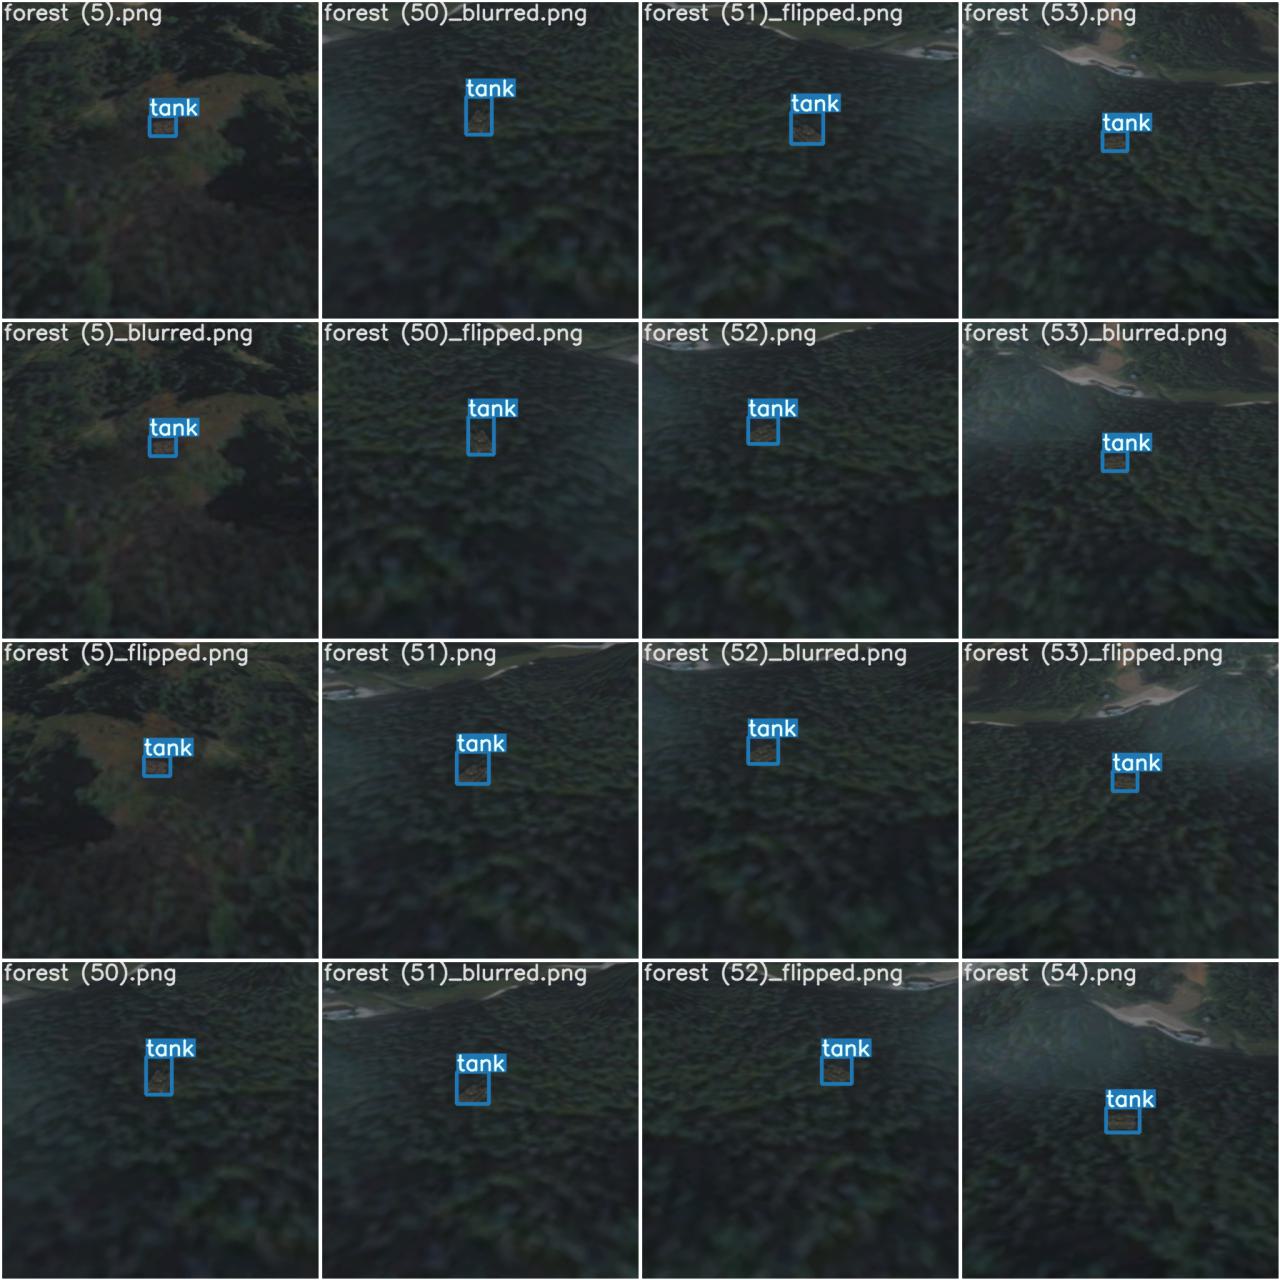 forest (5).png
tank
forest (50)_blurred.png
tank
forest (51)_flipped.png
tank
forest (53).png
tank
forest (5)_blurred.png
tank
forest (50)_flipped.png
tank
forest (52).png
tank
forest (53)_blurred.png
tank
forest (5)_flipped.png
tank
forest (51).png
tank
forest (52)_blurred.png
tank
forest (53)_flipped.png
tank
forest (50).png
tank
forest (51)_blurred.png
tank
forest (52)_flipped.png
tank
forest (54).png
tank